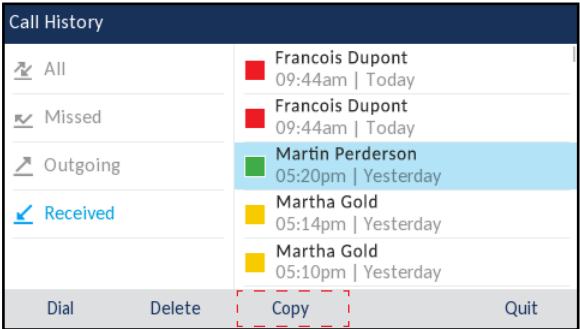 Call History
All
Missed
Outgoing
Received
Francois Dupont
09:44am | Today
Francois Dupont
09:44am | Today
Martin Perderson
05:20pm | Yesterday
Martha Gold
05:14pm | Yesterday
Martha Gold
05:10pm | Yesterday
Dial Delete Copy Quit